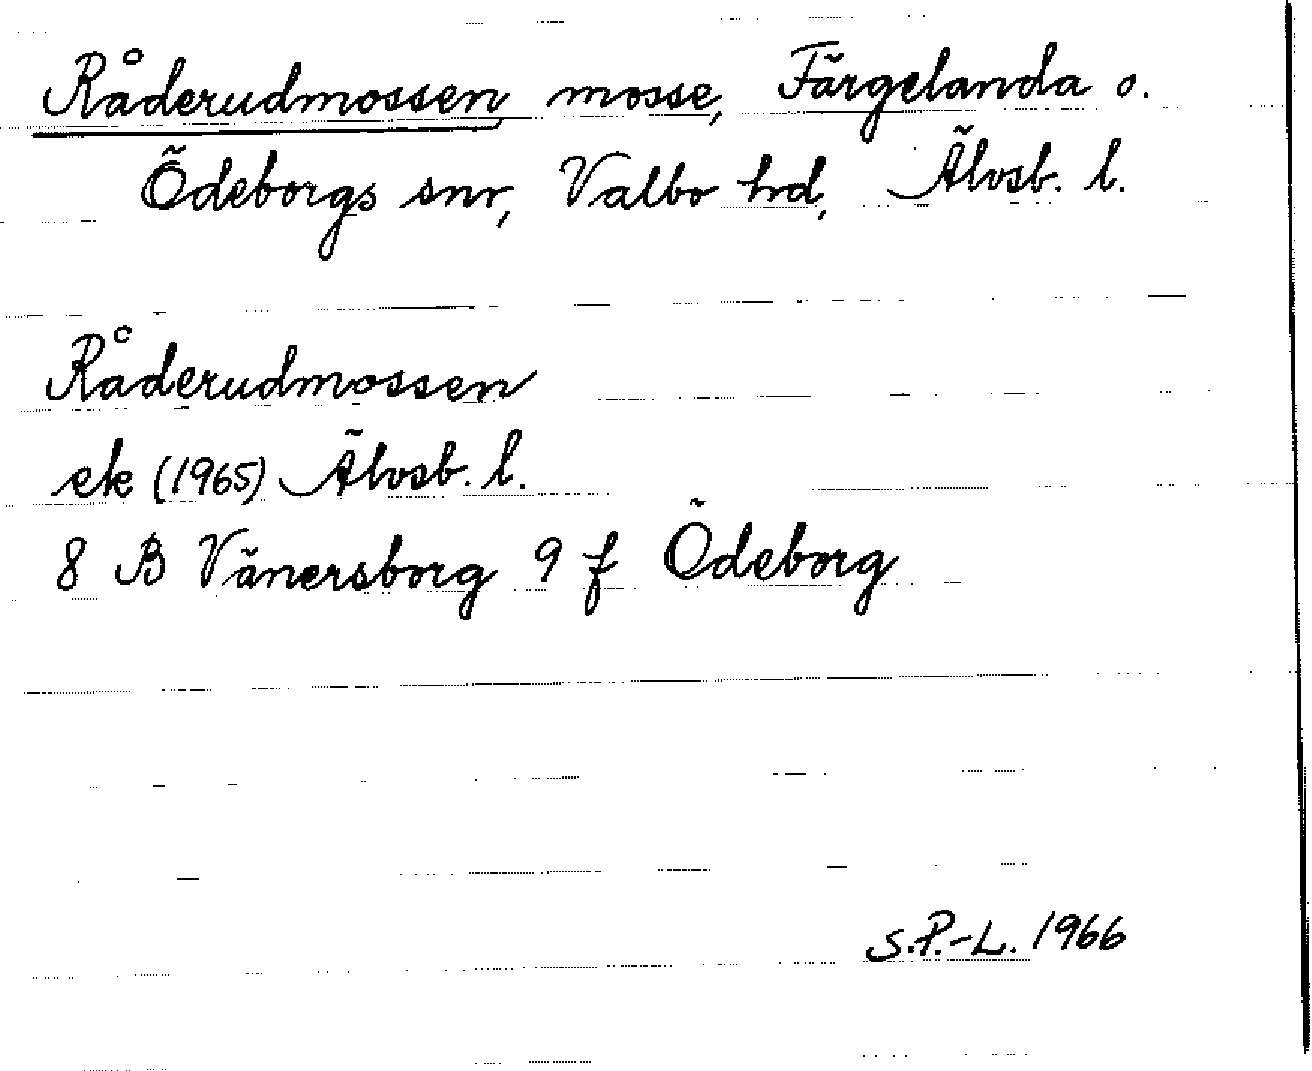 Råderudmossen mosse, Färgelanda o.
Ödeborgs snr, Valbo hd, Älvsb. l.
Råderudmossen
ek (1965) Älvsb. l.
8 B Vänersborg 9 f Ödeborg
S.P.-L. 1966